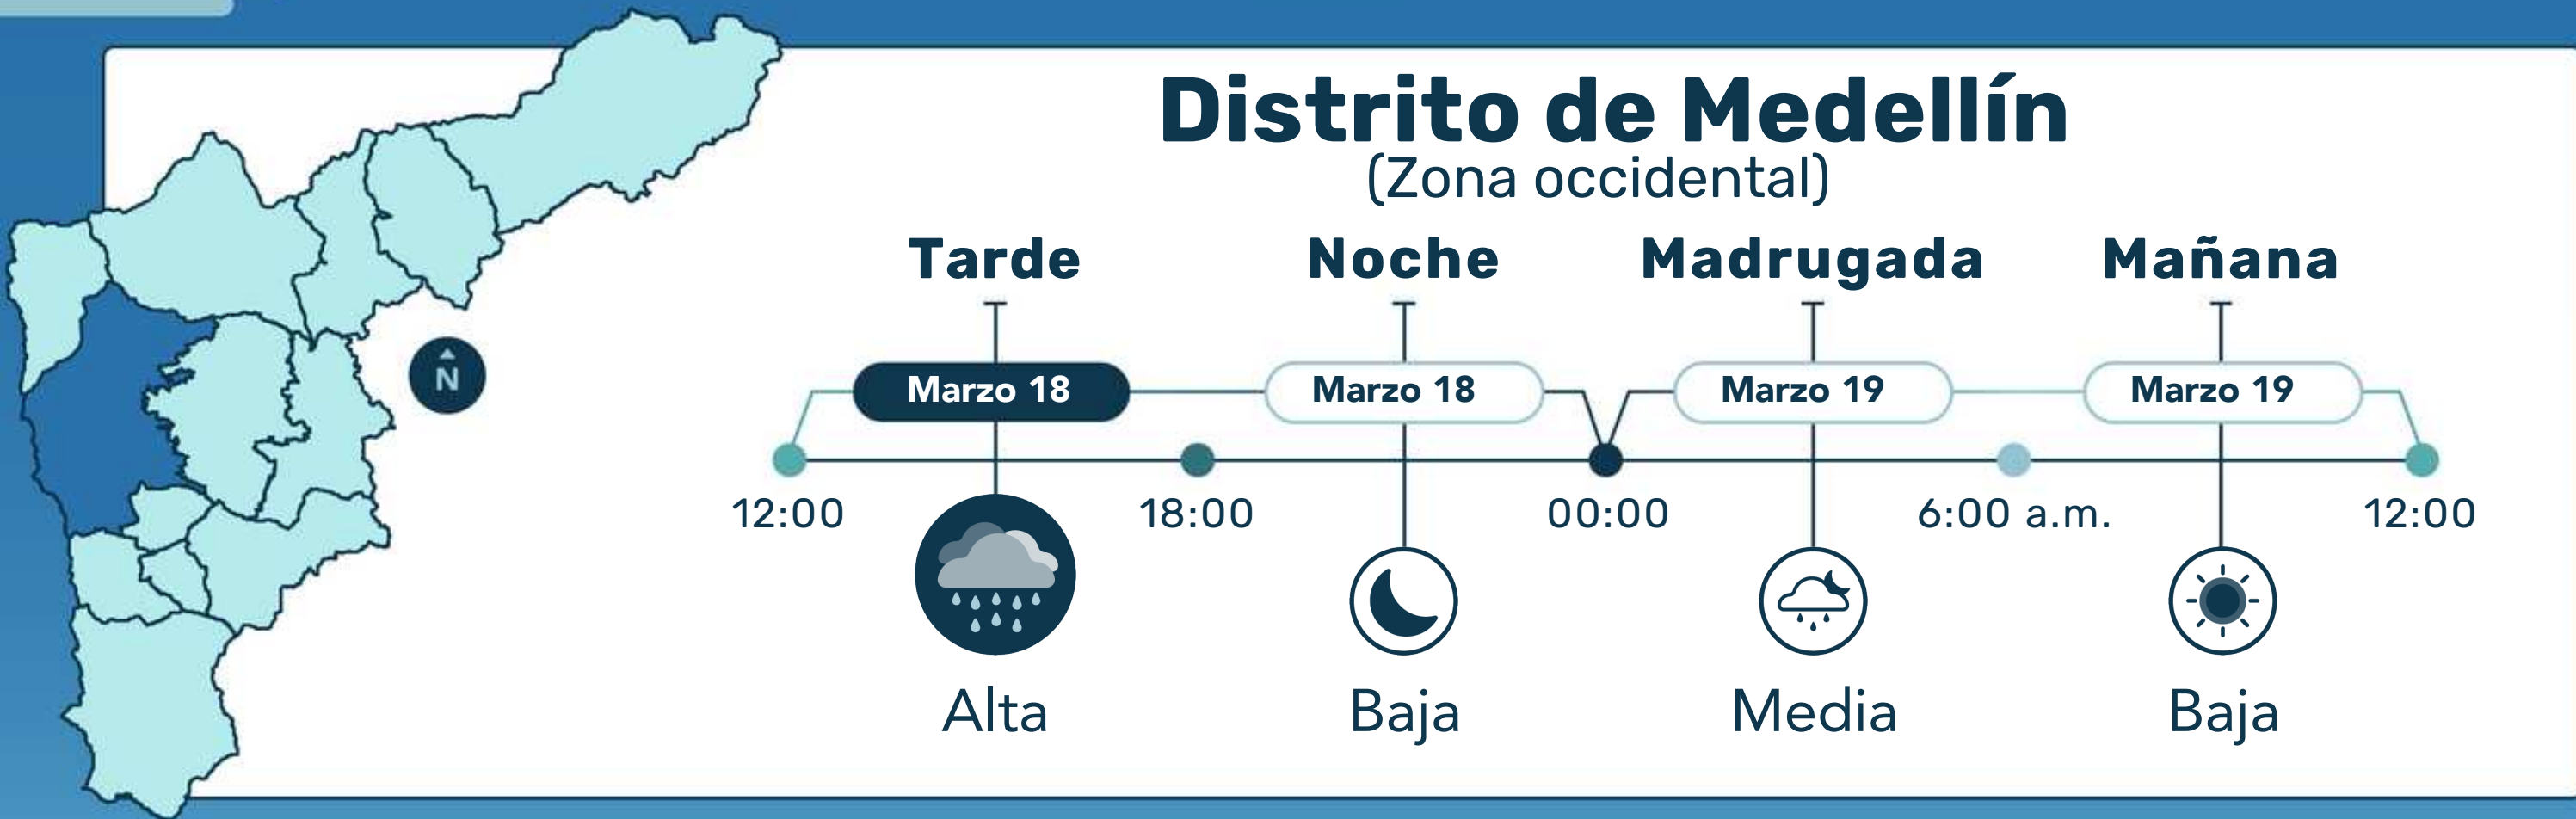 Distrito de Medellín
(Zona occidental)
Tarde Noche Madrugada Mañana
Marzo 18 Marzo 18 Marzo 19 Marzo 19
N
12:00 18:00 00:00 6:00 a.m. 12:00
Alta Baja Media Baja